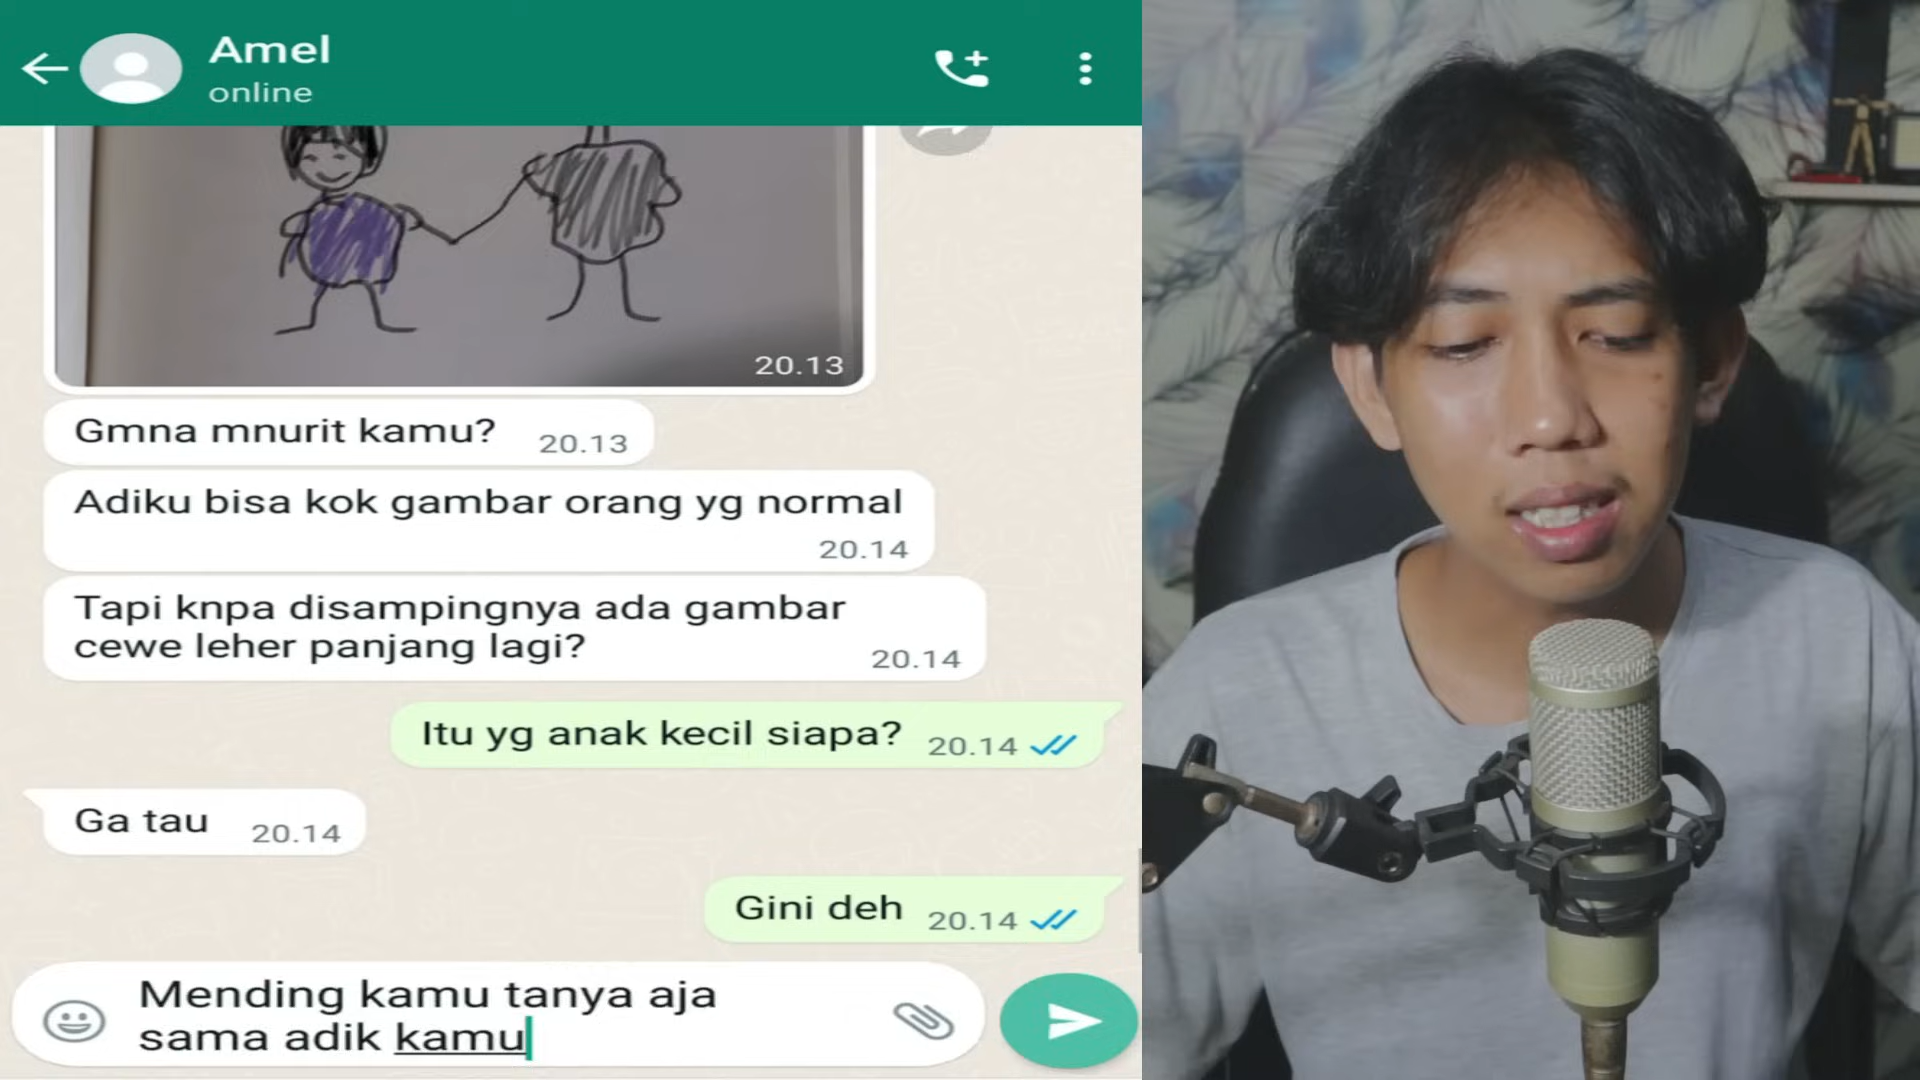 Amel
online
20.13
Gmna mnurit kamu? 20.13
Adiku bisa kok gambar orang yg normal
20.14
Tapi knpa disampingnya ada gambar
cewe leher panjang lagi? 20.14
Itu yg anak kecil siapa? 20.14
Ga tau 20.14
Gini deh 20.14
Mending kamu tanya aja
sama adik kamu